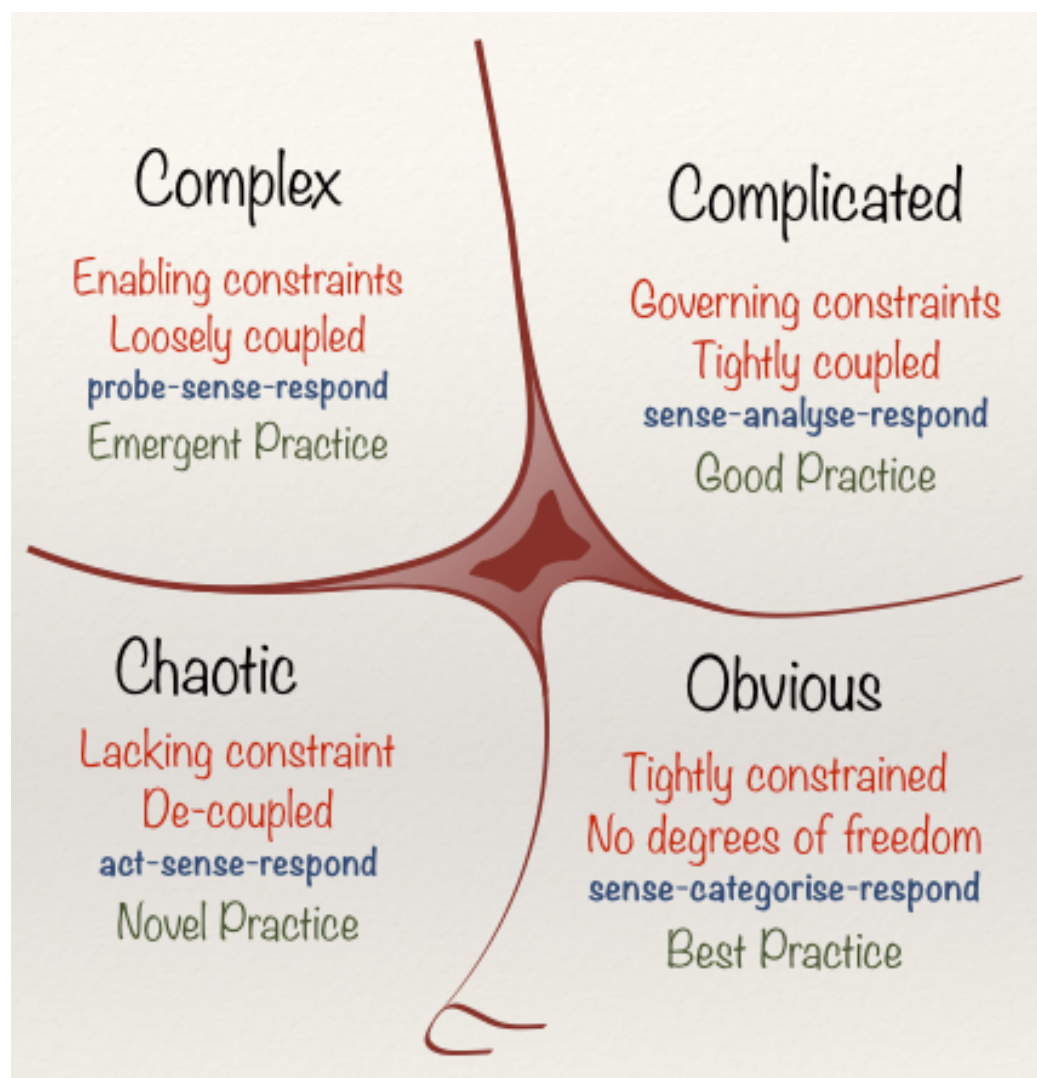 Complex
Enabling constraints
Loosely coupled
probe-sense-respond
Emergent Practice
Complicated
Governing constraints
Tightly coupled
sense-analyse-respond
Good Practice
Chaotic
Lacking constraint
De-coupled
act-sense-respond
Novel Practice
Obvious
Tightly constrained
No degrees of freedom
sense-categorise-respond
Best Practice